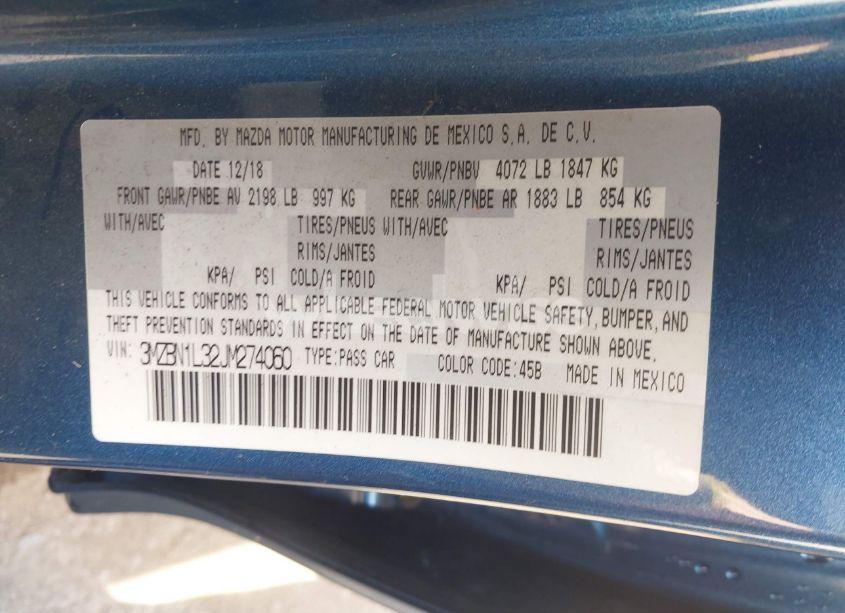 MFD. BY MAZDA MOTOR MANUFACTURING DE MEXICO S.A. DE C.V.
DATE 12/18 GVWR/PNBV 4072 LB 1847 KG
FRONT GAWR/PNBE AV 2198 LB 997 KG REAR GAWR/PNBE AR 1883 LB 854 KG
WITH/AVEC TIRES/PNEUS WITH/AVEC TIRES/PNEUS
RIMS/JANTES RIMS/JANTES
KPA/ PSI COLD/A FROID KPA/ PSI COLD/A FROID
THIS VEHICLE CONFORMS TO ALL APPLICABLE FEDERAL MOTOR VEHICLE SAFETY, BUMPER, AND
THEFT PREVENTION STANDARDS IN EFFECT ON THE DATE OF MANUFACTURE SHOWN ABOVE.
VIN: 3MZBN1L32JM274060 TYPE:PASS CAR COLOR CODE:45B MADE IN MEXICO